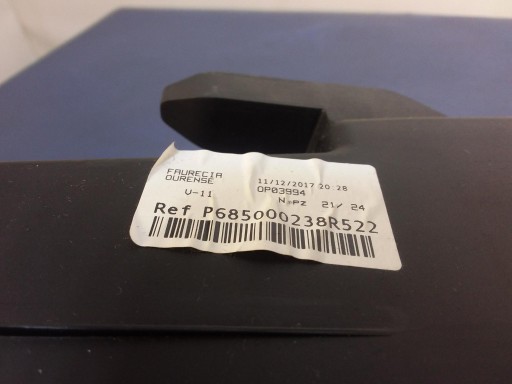 FAURECIA 11/12/2017 20 28
OURENSE OP03994
V-11 N.PZ 21/ 24
Ref P685000238R522